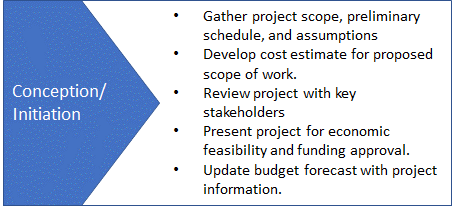 Conception/
Initiation
• Gather project scope, preliminary
schedule, and assumptions
• Develop cost estimate for proposed
scope of work.
• Review project with key
stakeholders
• Present project for economic
feasibility and funding approval.
• Update budget forecast with project
information.